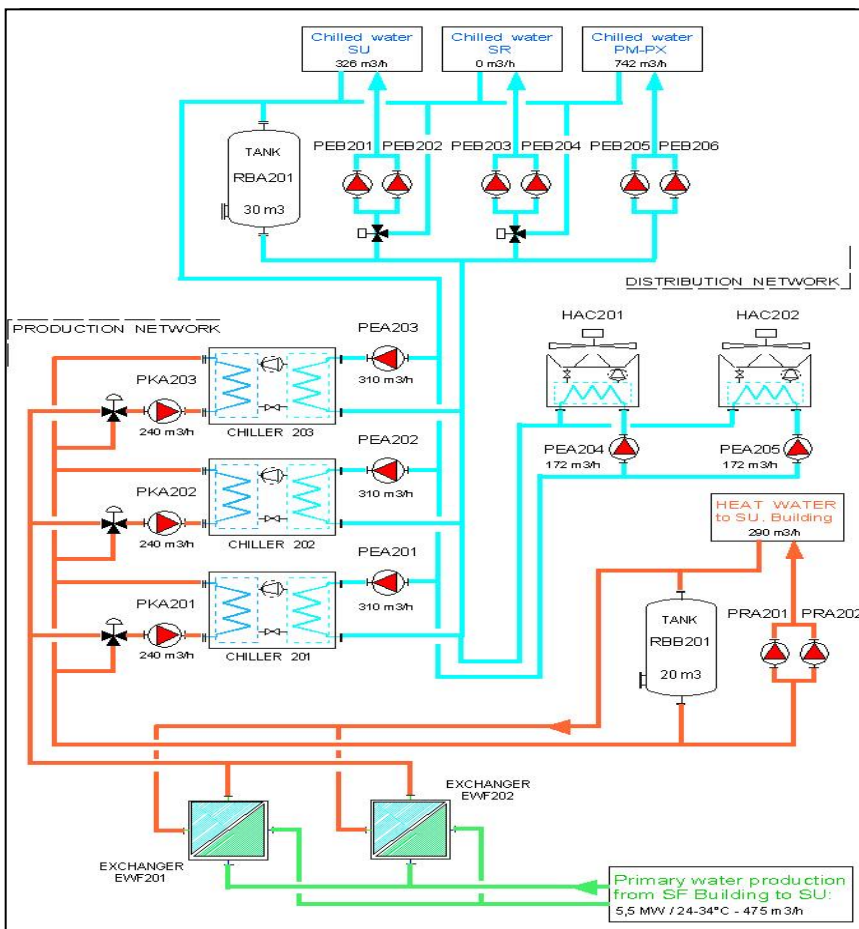 Chilled water
SU
326 m3/h
Chilled water
SR
0 m3/h
Chilled water
PM-PX
742 m3/h
TANK
RBA201
30 m3
PEB201
PEB202
PEB203
PEB204
PEB205
PEB206
DISTRIBUTION NETWORK
PRODUCTION NETWORK
HAC201
HAC202
PKA203
240 m3/h
CHILLER 203
PEA203
310 m3/h
PKA202
240 m3/h
CHILLER 202
PEA202
310 m3/h
PEA204
172 m3/h
PEA205
172 m3/h
PKA201
240 m3/h
CHILLER 201
PEA201
310 m3/h
HEAT WATER
to SU. Building
290 m3/h
TANK
RBB201
20 m3
PRA201
PRA202
EXCHANGER
EWF202
EXCHANGER
EWF201
Primary water production
from SF Building to SU:
5,5 MW / 24-34°C - 475 m3/h